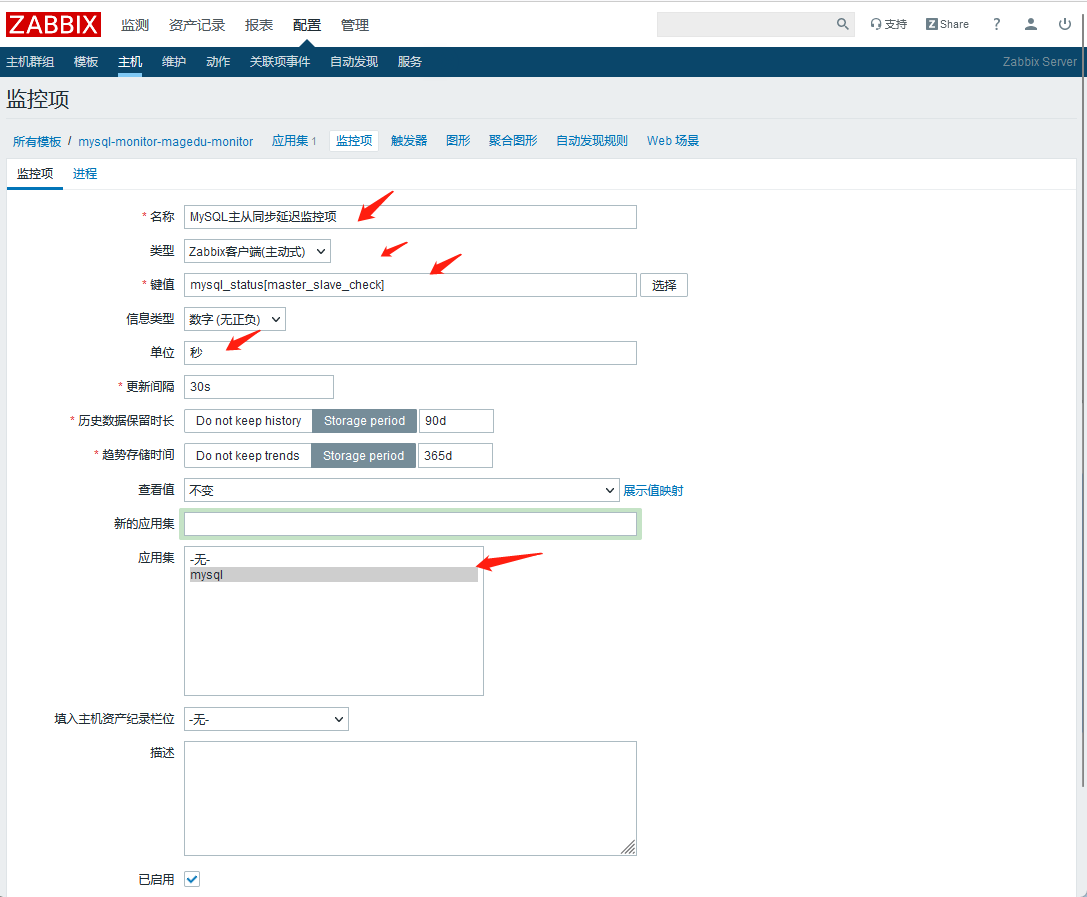 ZABBIX 监测 资产记录 报表 配置 管理 支持 Z Share ?
主机群组 模板 主机 维护 动作 关联项事件 自动发现 服务 Zabbix Server
监控项
所有模板 / mysql-monitor-magedu-monitor 应用集 1 监控项 触发器 图形 聚合图形 自动发现规则 Web 场景
监控项 进程
* 名称 MySQL主从同步延迟监控项
类型 Zabbix客户端(主动式)
* 键值 mysql_status[master_slave_check] 选择
信息类型 数字 (无正负)
单位 秒
* 更新间隔 30s
* 历史数据保留时长 Do not keep history Storage period 90d
* 趋势存储时间 Do not keep trends Storage period 365d
查看值 不变 展示值映射
新的应用集
应用集 -无-
mysql
填入主机资产纪录栏位 -无-
描述
已启用